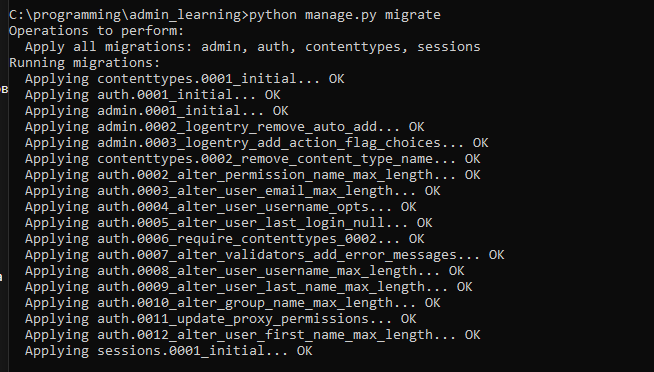 C:\programming\admin_learning>python manage.py migrate
Operations to perform:
  Apply all migrations: admin, auth, contenttypes, sessions
Running migrations:
  Applying contenttypes.0001_initial... OK
  Applying auth.0001_initial... OK
  Applying admin.0001_initial... OK
  Applying admin.0002_logentry_remove_auto_add... OK
  Applying admin.0003_logentry_add_action_flag_choices... OK
  Applying contenttypes.0002_remove_content_type_name... OK
  Applying auth.0002_alter_permission_name_max_length... OK
  Applying auth.0003_alter_user_email_max_length... OK
  Applying auth.0004_alter_user_username_opts... OK
  Applying auth.0005_alter_user_last_login_null... OK
  Applying auth.0006_require_contenttypes_0002... OK
  Applying auth.0007_alter_validators_add_error_messages... OK
  Applying auth.0008_alter_user_username_max_length... OK
  Applying auth.0009_alter_user_last_name_max_length... OK
  Applying auth.0010_alter_group_name_max_length... OK
  Applying auth.0011_update_proxy_permissions... OK
  Applying auth.0012_alter_user_first_name_max_length... OK
  Applying sessions.0001_initial... OK